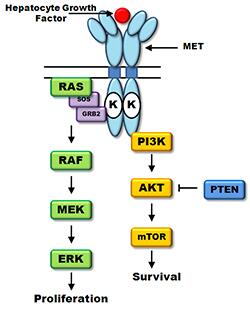 Hepatocyte Growth
Factor
MET
RAS
SOS
GRB2
K K
PI3K
RAF
AKT
PTEN
MEK
mTOR
ERK
Survival
Proliferation